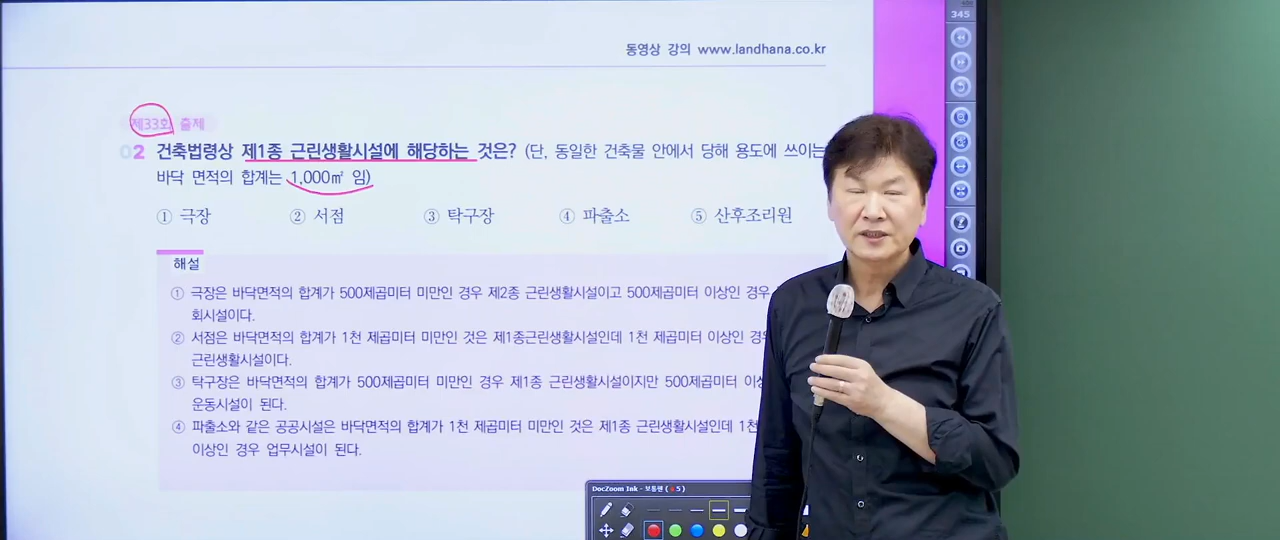 345
동영상 강의 www.landhana.co.kr
제33회 출제
02 건축법령상 제1종 근린생활시설에 해당하는 것은? (단, 동일한 건축물 안에서 당해 용도에 쓰이는
바닥 면적의 합계는 1,000㎡ 임)
① 극장 ② 서점 ③ 탁구장 ④ 파출소 ⑤ 산후조리원
해설
① 극장은 바닥면적의 합계가 500제곱미터 미만인 경우 제2종 근린생활시설이고 500제곱미터 이상인 경우
회시설이다.
② 서점은 바닥면적의 합계가 1천 제곱미터 미만인 것은 제1종근린생활시설인데 1천 제곱미터 이상인
근린생활시설이다.
③ 탁구장은 바닥면적의 합계가 500제곱미터 미만인 경우 제1종 근린생활시설이지만 500제곱미터
운동시설이 된다.
④ 파출소와 같은 공공시설은 바닥면적의 합계가 1천 제곱미터 미만인 것은 제1종 근린생활시설인데
이상인 경우 업무시설이 된다.
DocZoom Ink - 보통펜 ( 5 )